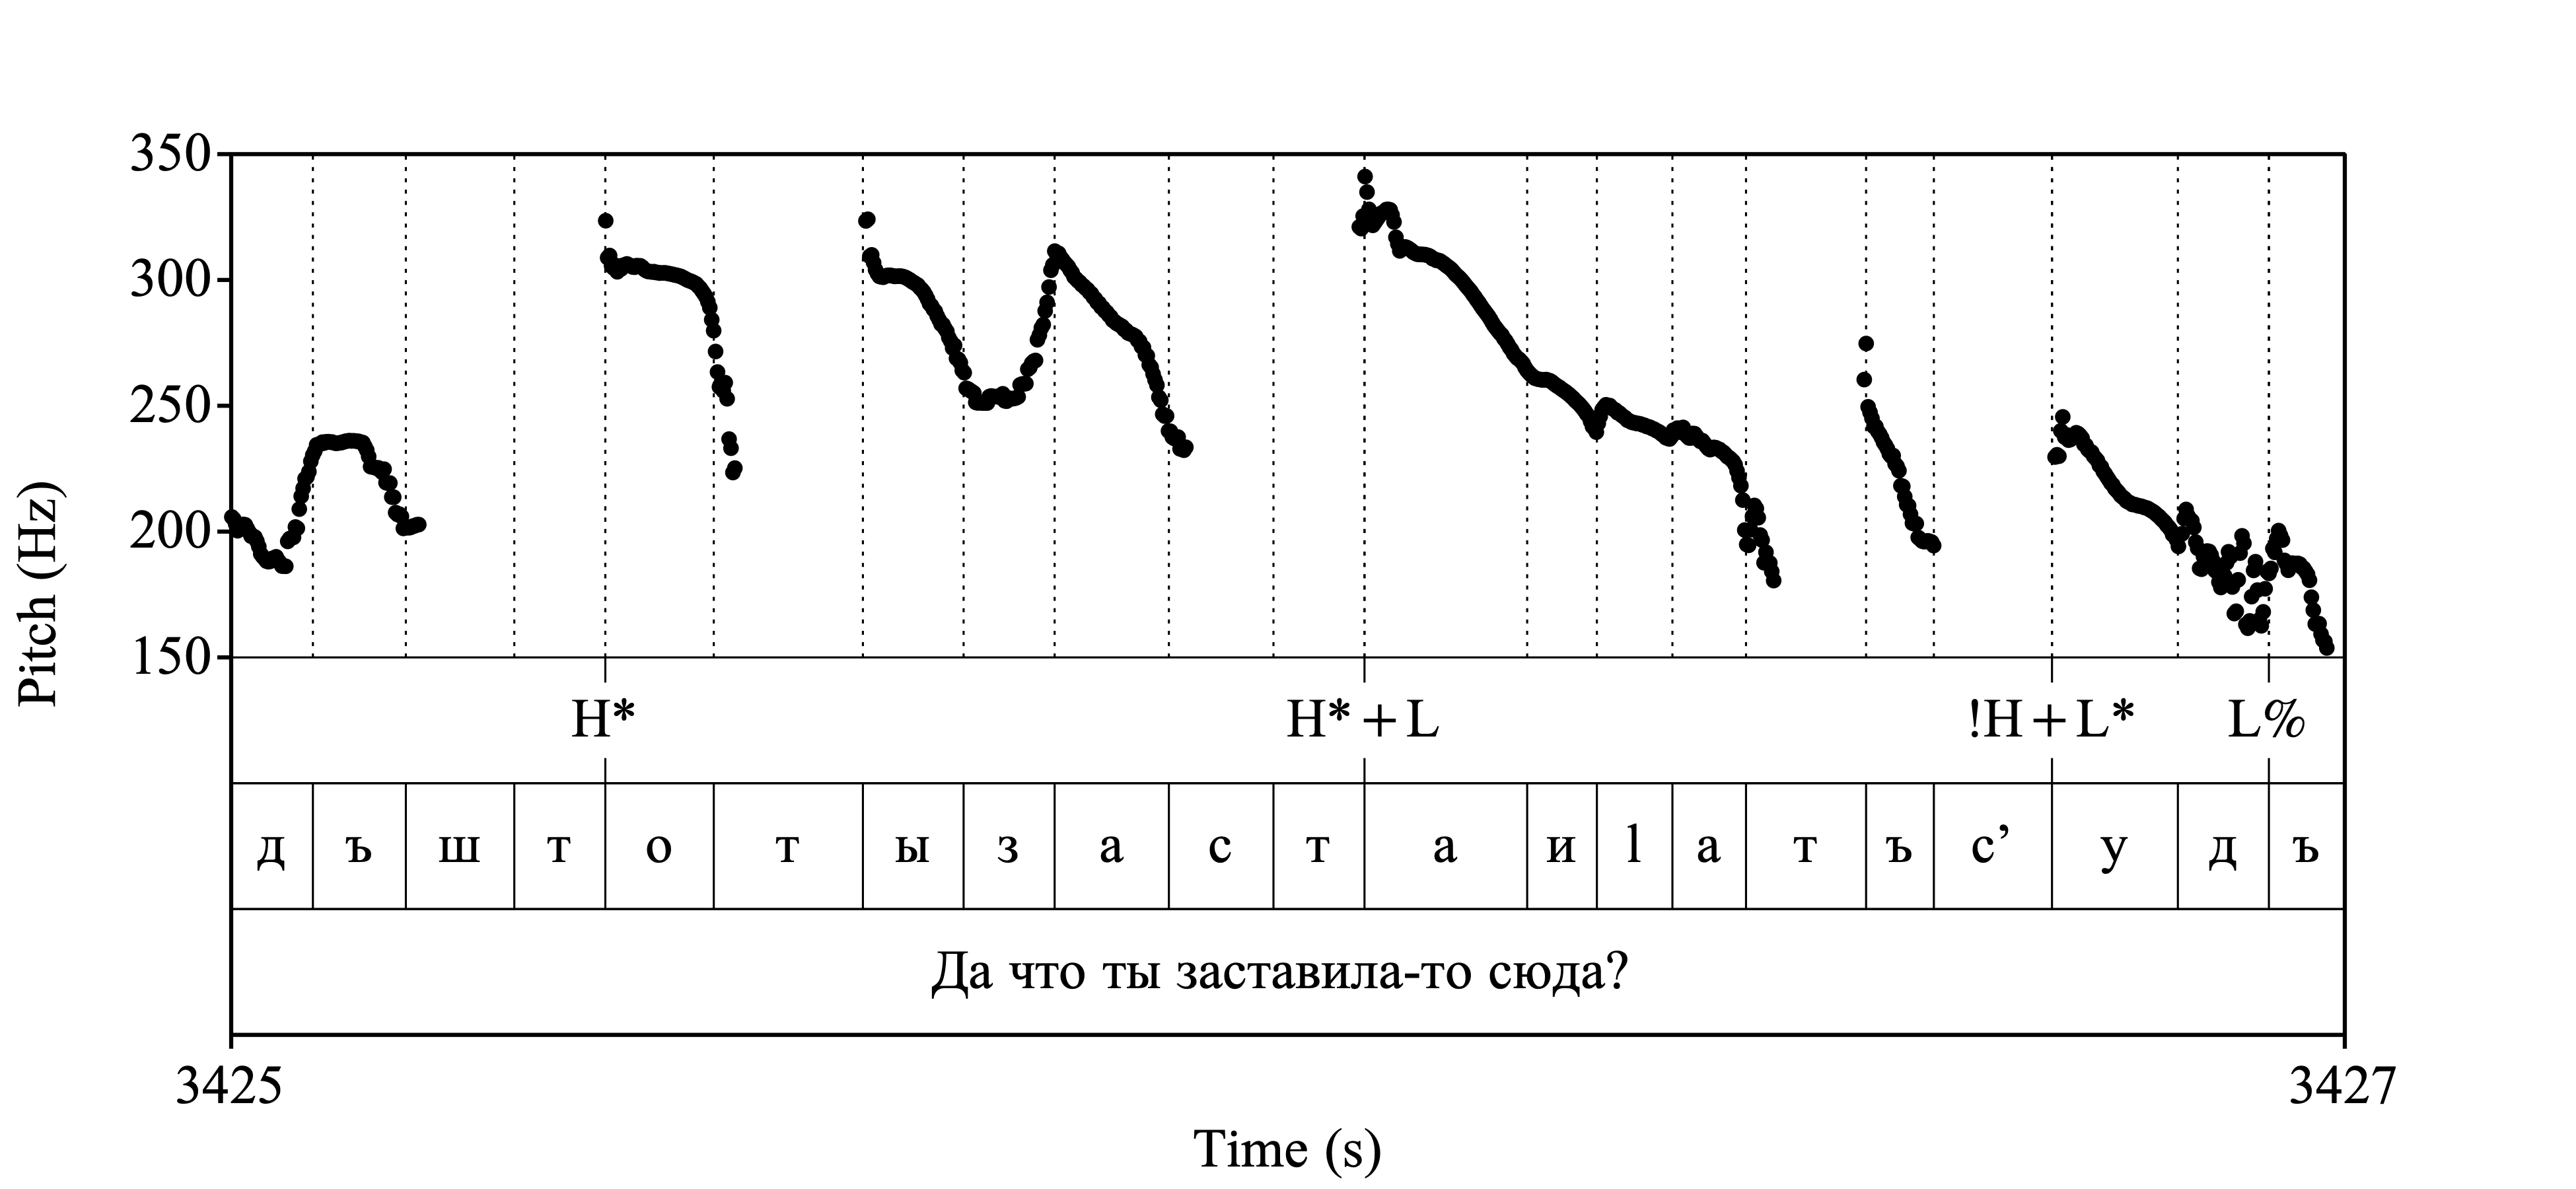 350
300
250
200
150
Pitch (Hz)
H* H*+L !H+L* L%
д ъ ш т о т ы з а с т а и l а т ъ с’ у д ъ
Да что ты заставила-то сюда?
3425 3427
Time (s)